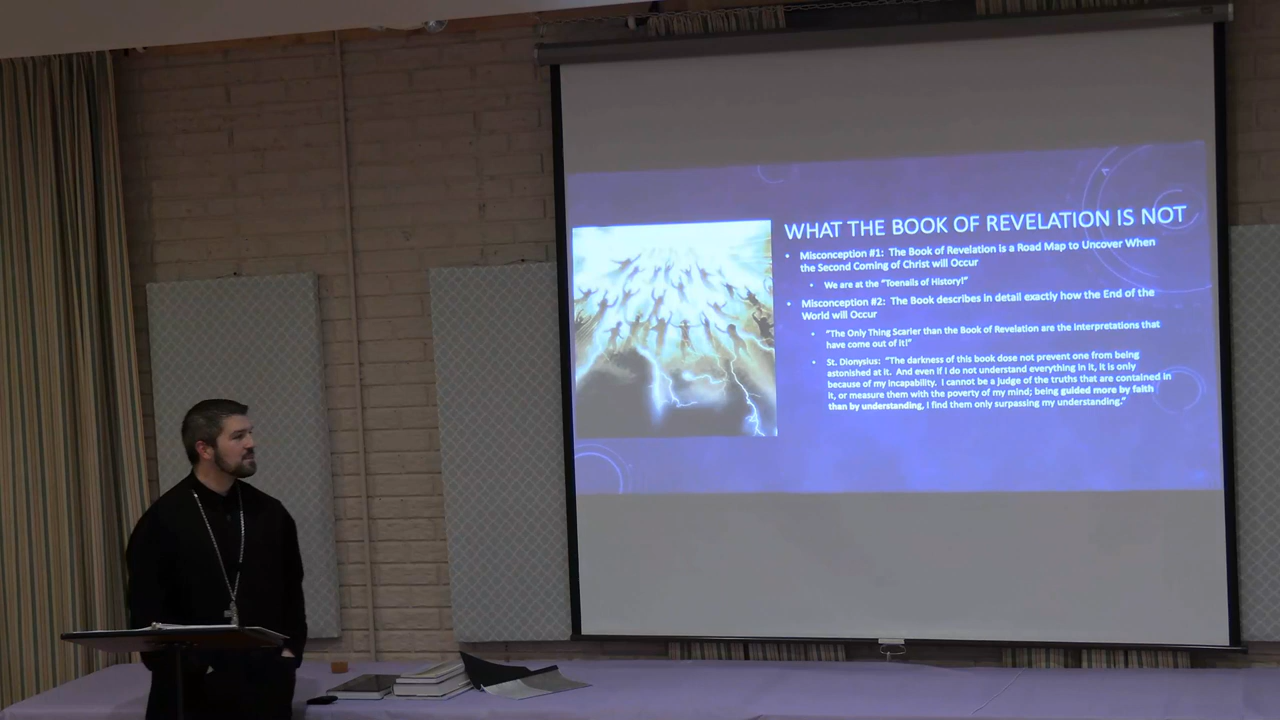 WHAT THE BOOK OF REVELATION IS NOT
Misconception #1: The Book of Revelation is a Road Map to Uncover When
the Second Coming of Christ will Occur
We are at the "Toenails of History!"
Misconception #2: The Book describes in detail exactly how the End of the
World will Occur
"The Only Thing Scarier than the Book of Revelation are the interpretations that
have come out of it!"
St. Dionysius: "The darkness of this book dose not prevent one from being
astonished at it. And even if I do not understand everything in it, it is only
because of my incapability. I cannot be a judge of the truths that are contained in
it, or measure them with the poverty of my mind; being guided more by faith
than by understanding, I find them only surpassing my understanding."